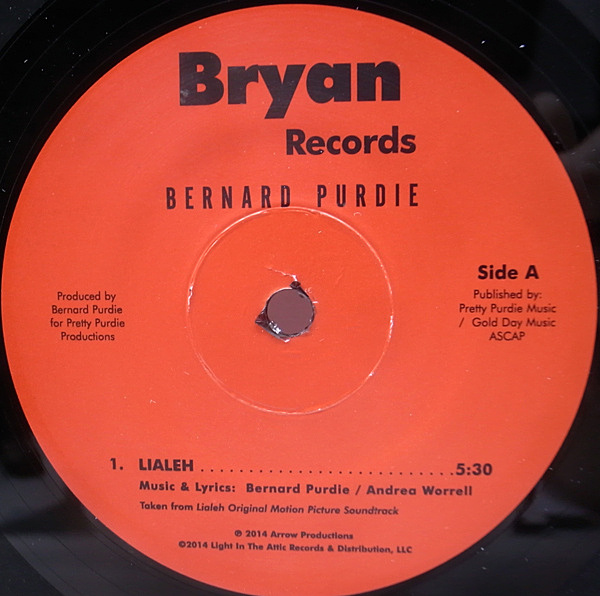 Bryan
Records
BERNARD PURDIE
Side A
Produced by
Bernard Purdie
for Pretty Purdie
Productions
Published by:
Pretty Purdie Music
/ Gold Day Music
ASCAP
1. LIALEH ...........................5:30
Music & Lyrics: Bernard Purdie / Andrea Worrell
Taken from Lialeh Original Motion Picture Soundtrack
℗ 2014 Arrow Productions
©2014 Light In The Attic Records & Distribution, LLC